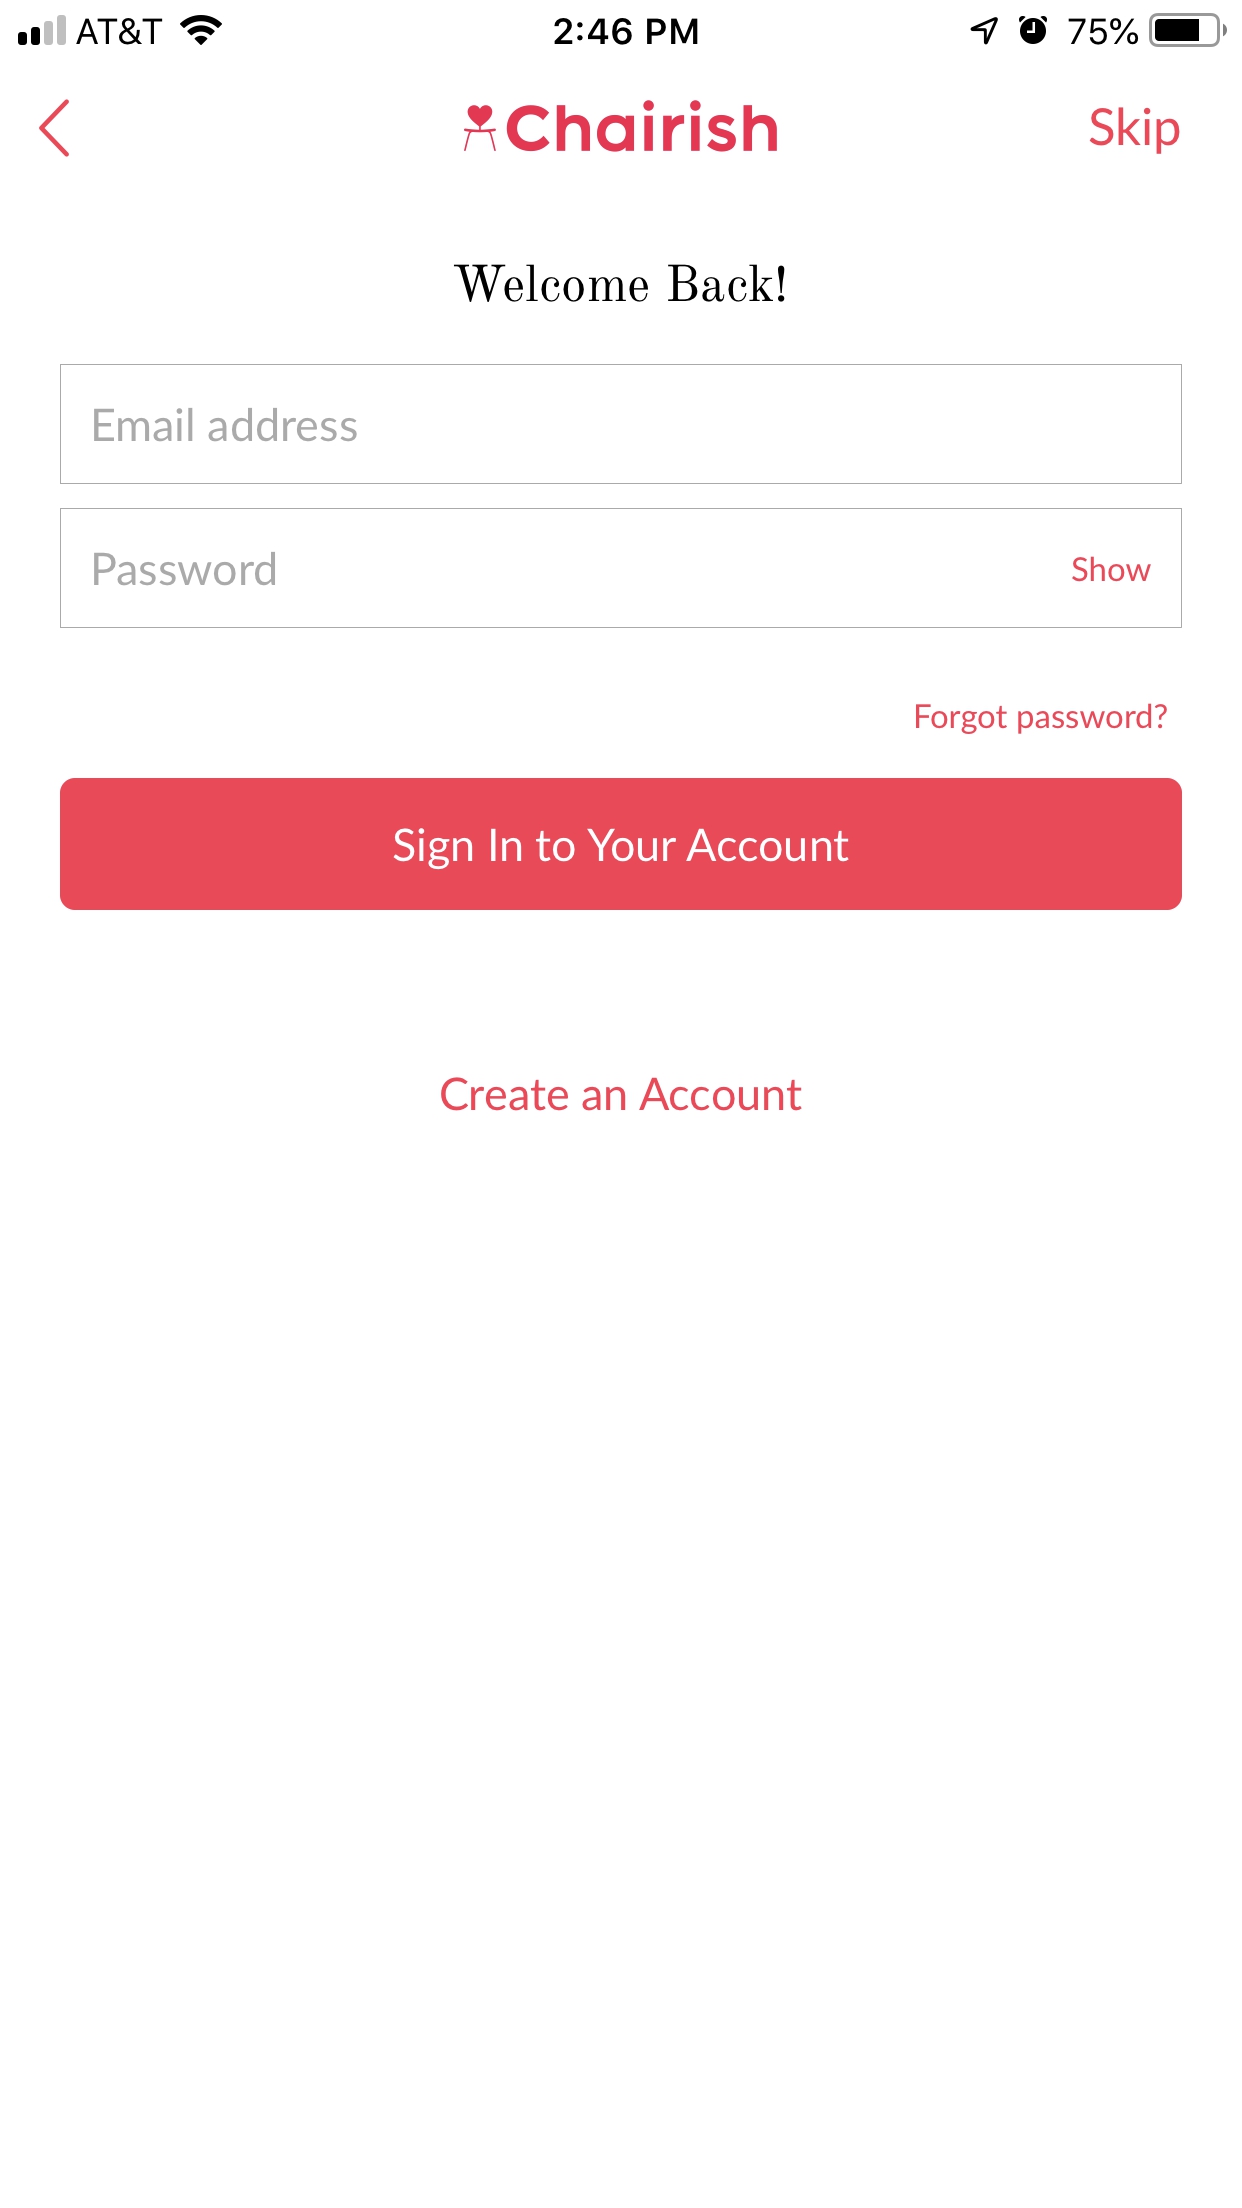 AT&T 2:46 PM 75%
Chairish Skip
Welcome Back!
Email address
Password Show
Forgot password?
Sign In to Your Account
Create an Account